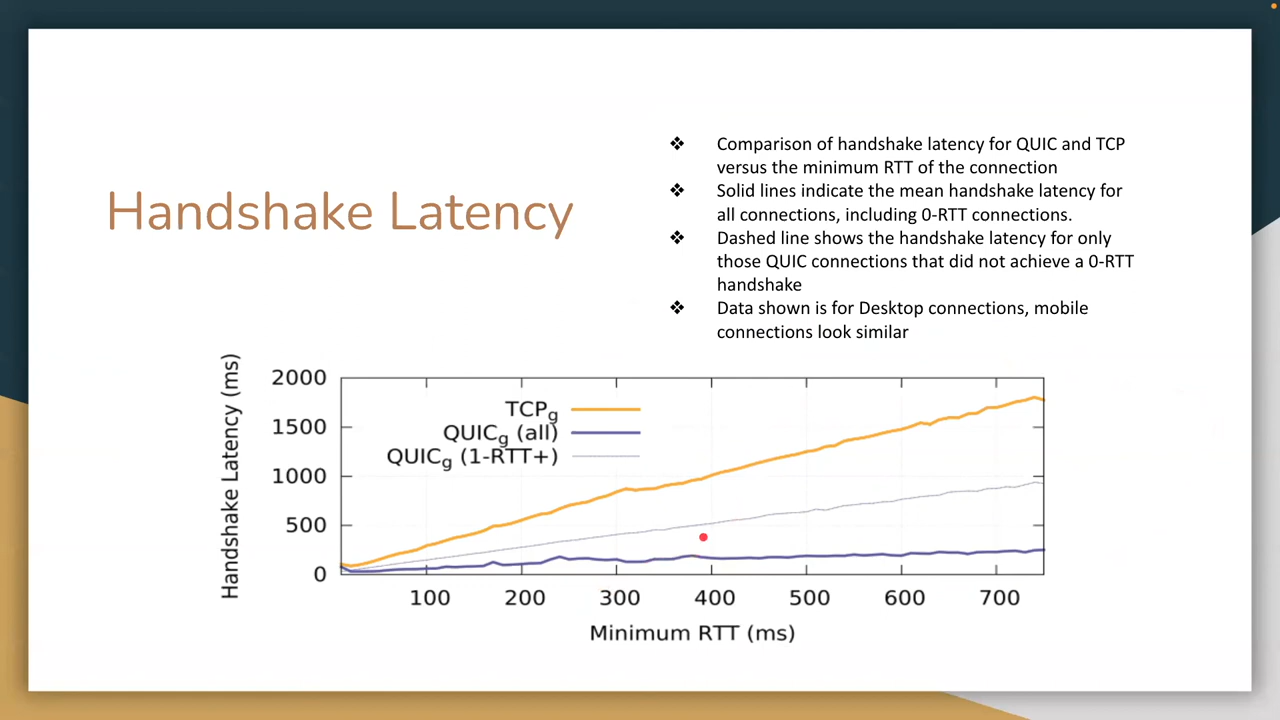 Handshake Latency
❖ Comparison of handshake latency for QUIC and TCP
versus the minimum RTT of the connection
❖ Solid lines indicate the mean handshake latency for
all connections, including 0-RTT connections.
❖ Dashed line shows the handshake latency for only
those QUIC connections that did not achieve a 0-RTT
handshake
❖ Data shown is for Desktop connections, mobile
connections look similar
Handshake Latency (ms)
2000
1500
1000
500
0
TCPg
QUICg (all)
QUICg (1-RTT+)
100 200 300 400 500 600 700
Minimum RTT (ms)